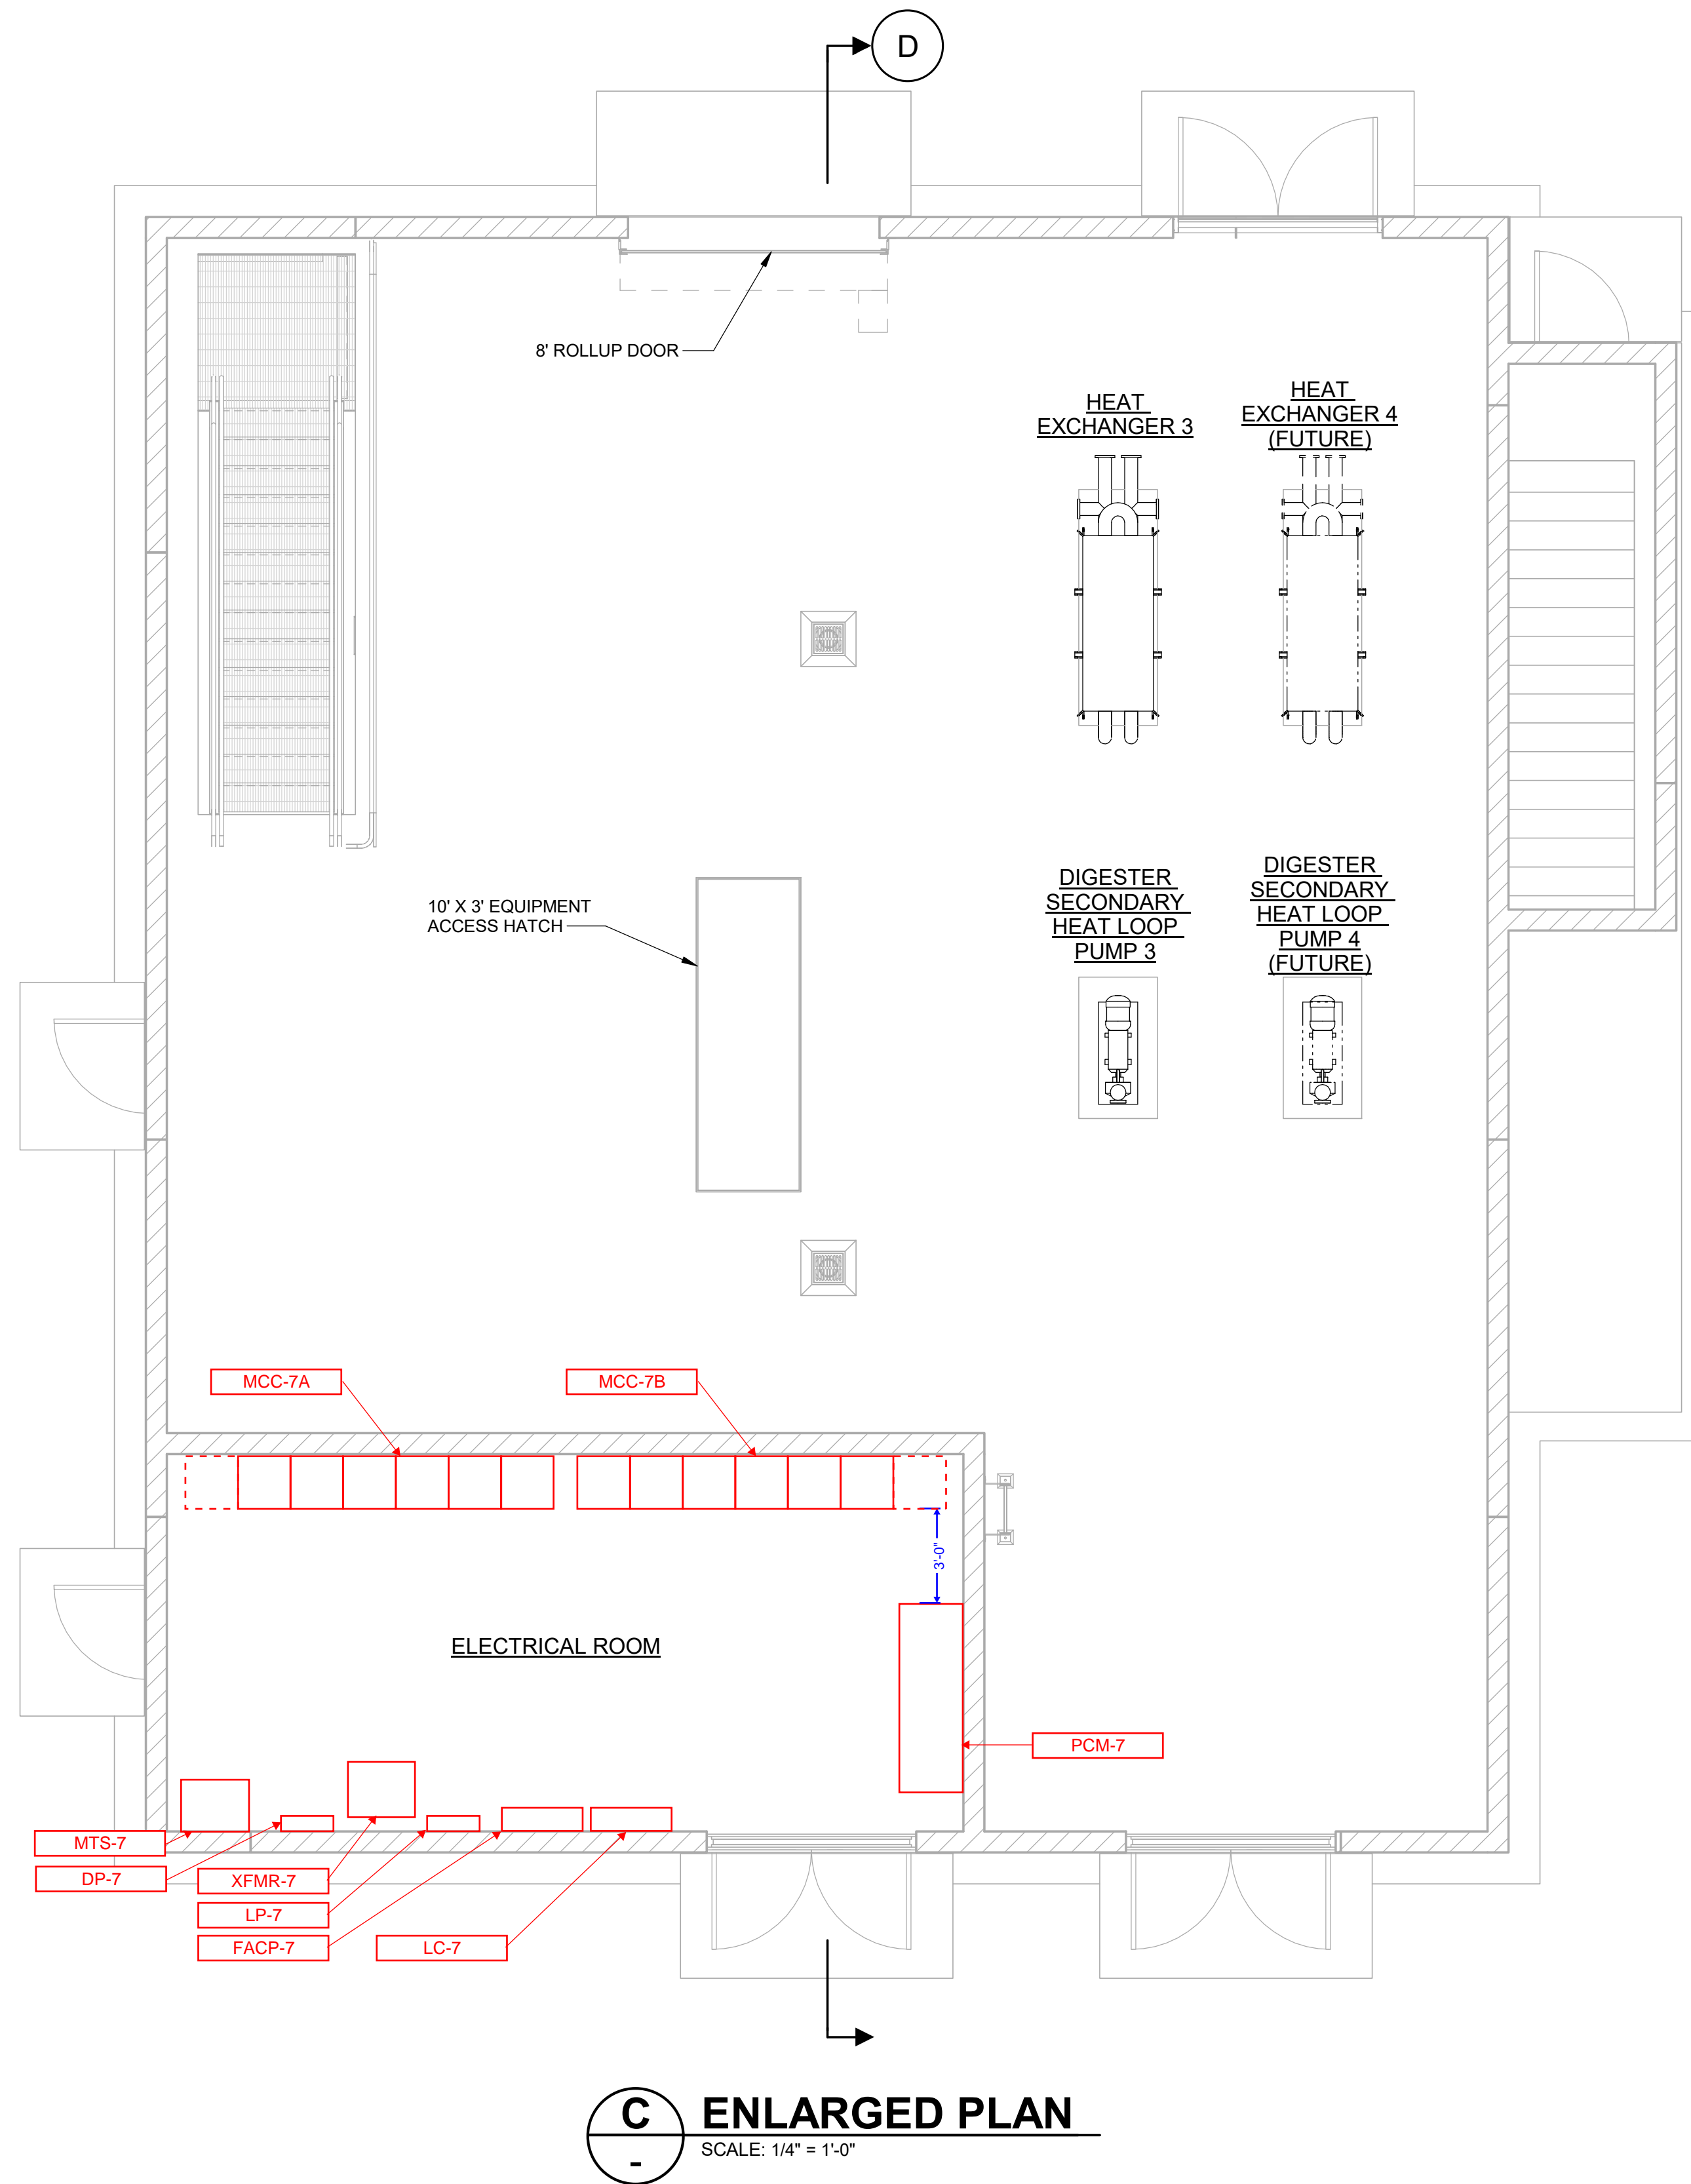 D
8' ROLLUP DOOR
HEAT
EXCHANGER 3
HEAT
EXCHANGER 4
(FUTURE)
10' X 3' EQUIPMENT
ACCESS HATCH
DIGESTER
SECONDARY
HEAT LOOP
PUMP 3
DIGESTER
SECONDARY
HEAT LOOP
PUMP 4
(FUTURE)
MCC-7A
MCC-7B
3'-0"
ELECTRICAL ROOM
PCM-7
MTS-7
DP-7
XFMR-7
LP-7
FACP-7
LC-7
C
-
ENLARGED PLAN
SCALE: 1/4" = 1'-0"